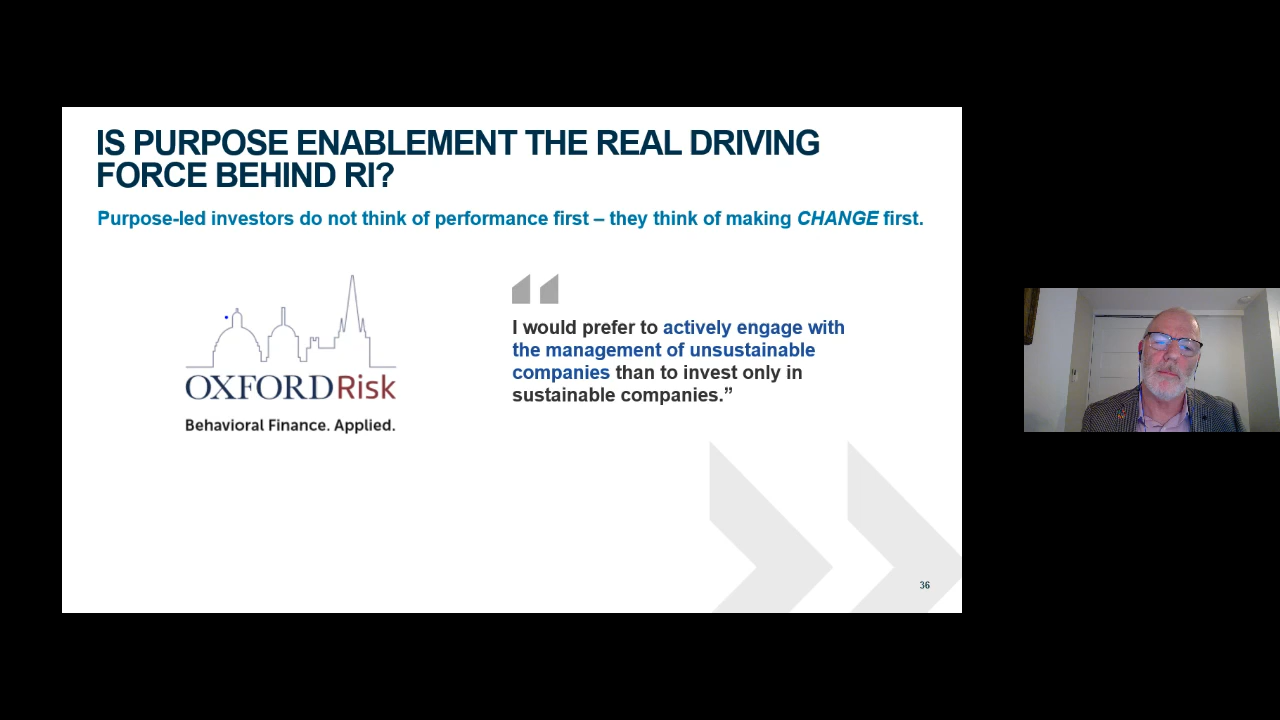 IS PURPOSE ENABLEMENT THE REAL DRIVING
FORCE BEHIND RI?
Purpose-led investors do not think of performance first – they think of making CHANGE first.
OXFORDRisk
Behavioral Finance. Applied.
I would prefer to actively engage with
the management of unsustainable
companies than to invest only in
sustainable companies.”
36